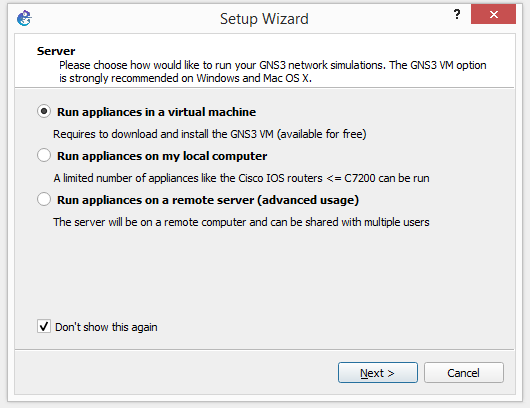 Setup Wizard
?
Server
Please choose how would like to run your GNS3 network simulations. The GNS3 VM option
is strongly recommended on Windows and Mac OS X.
Run appliances in a virtual machine
Requires to download and install the GNS3 VM (available for free)
Run appliances on my local computer
A limited number of appliances like the Cisco IOS routers <= C7200 can be run
Run appliances on a remote server (advanced usage)
The server will be on a remote computer and can be shared with multiple users
Don't show this again
Next >
Cancel